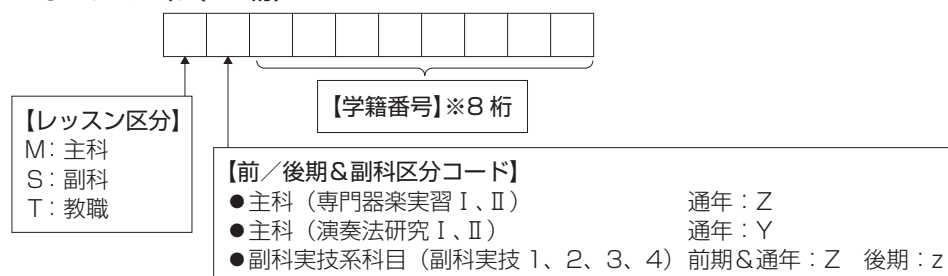 【学籍番号】※8 桁
【レッスン区分】
M：主科
S：副科
T：教職
【前／後期&副科区分コード】
●主科（専門器楽実習Ⅰ、Ⅱ） 通年：Z
●主科（演奏法研究Ⅰ、Ⅱ） 通年：Y
●副科実技系科目（副科実技 1、2、3、4）前期&通年：Z 後期：z